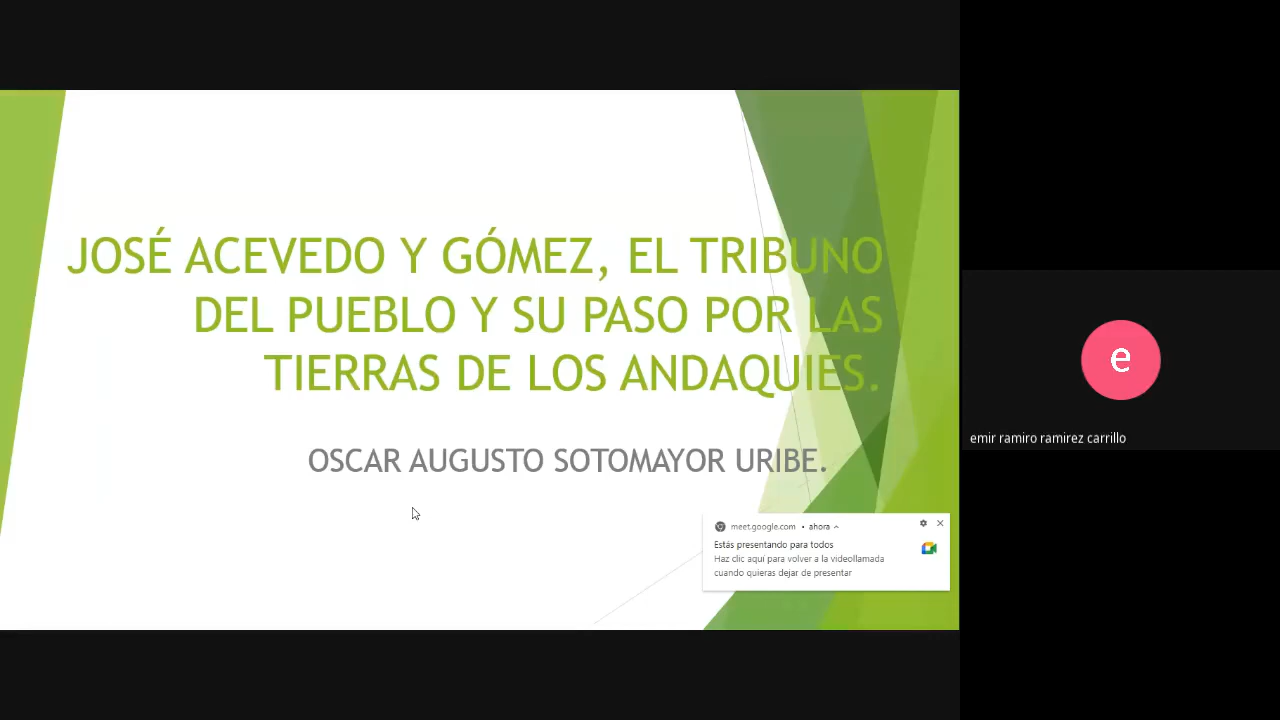 JOSÉ ACEVEDO Y GÓMEZ, EL TRIBUNO
DEL PUEBLO Y SU PASO POR LAS
TIERRAS DE LOS ANDAQUIES.
OSCAR AUGUSTO SOTOMAYOR URIBE.
meet.google.com • ahora
Estás presentando para todos
Haz clic aquí para volver a la videollamada
cuando quieras dejar de presentar
e
emir ramiro ramirez carrillo